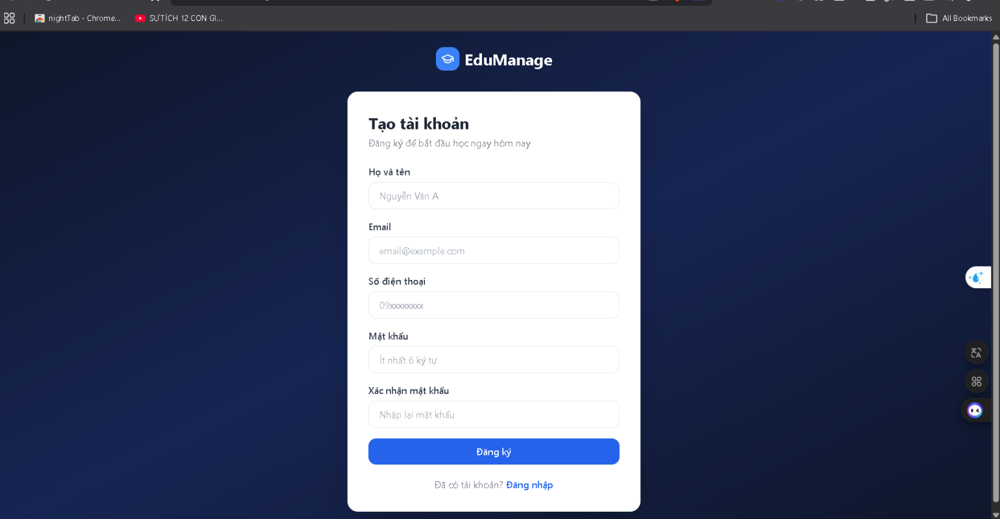 nightTab - Chrome...
SỰ TÍCH 12 CON GI...
All Bookmarks
EduManage
Tạo tài khoản
Đăng ký để bắt đầu học ngay hôm nay
Họ và tên
Nguyễn Văn A
Email
email@example.com
Số điện thoại
09xxxxxxxx
Mật khẩu
Ít nhất 6 ký tự
Xác nhận mật khẩu
Nhập lại mật khẩu
Đăng ký
Đã có tài khoản? Đăng nhập